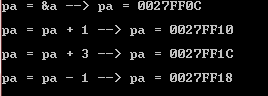 pa = &a --> pa = 0027FF0C
pa = pa + 1 --> pa = 0027FF10
pa = pa + 3 --> pa = 0027FF1C
pa = pa - 1 --> pa = 0027FF18